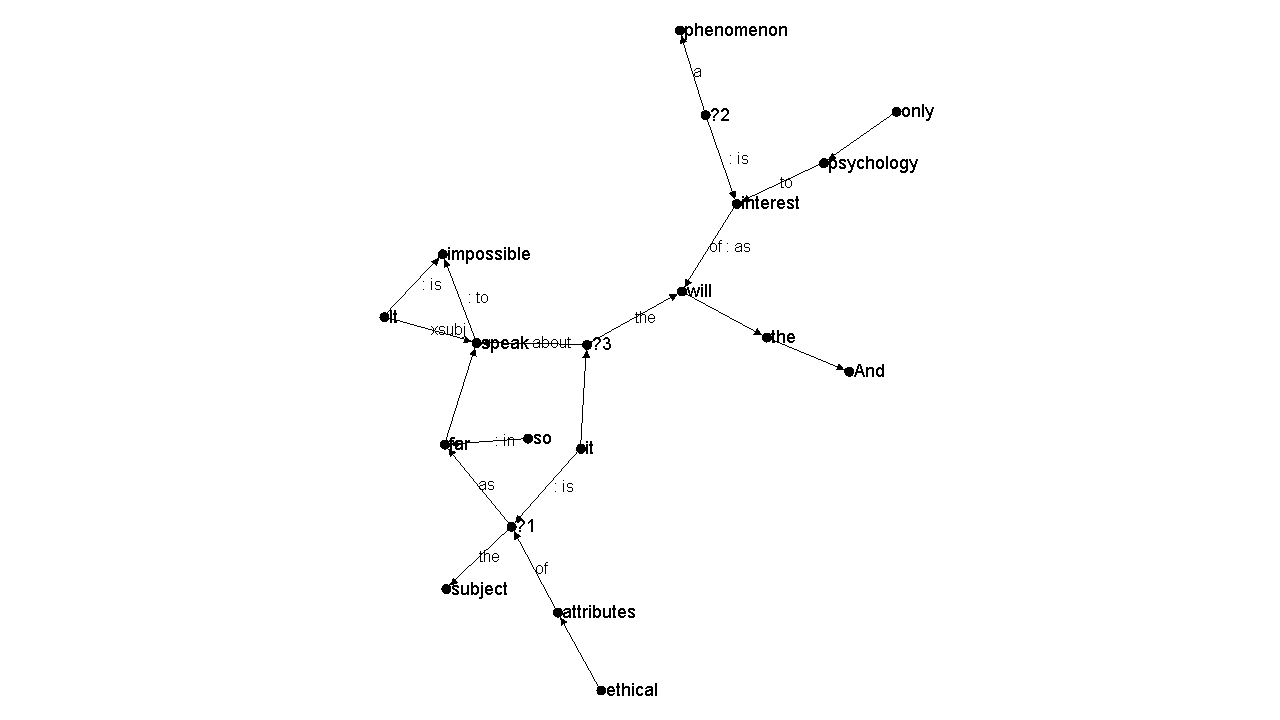 phenomenon
a
?2
only
: is
psychology
to
interest
of : as
impossible
: is
: to
will
It
xsubj
the
speak
about
?3
the
And
far
: in
so
it
as
: is
?1
the
of
subject
attributes
ethical